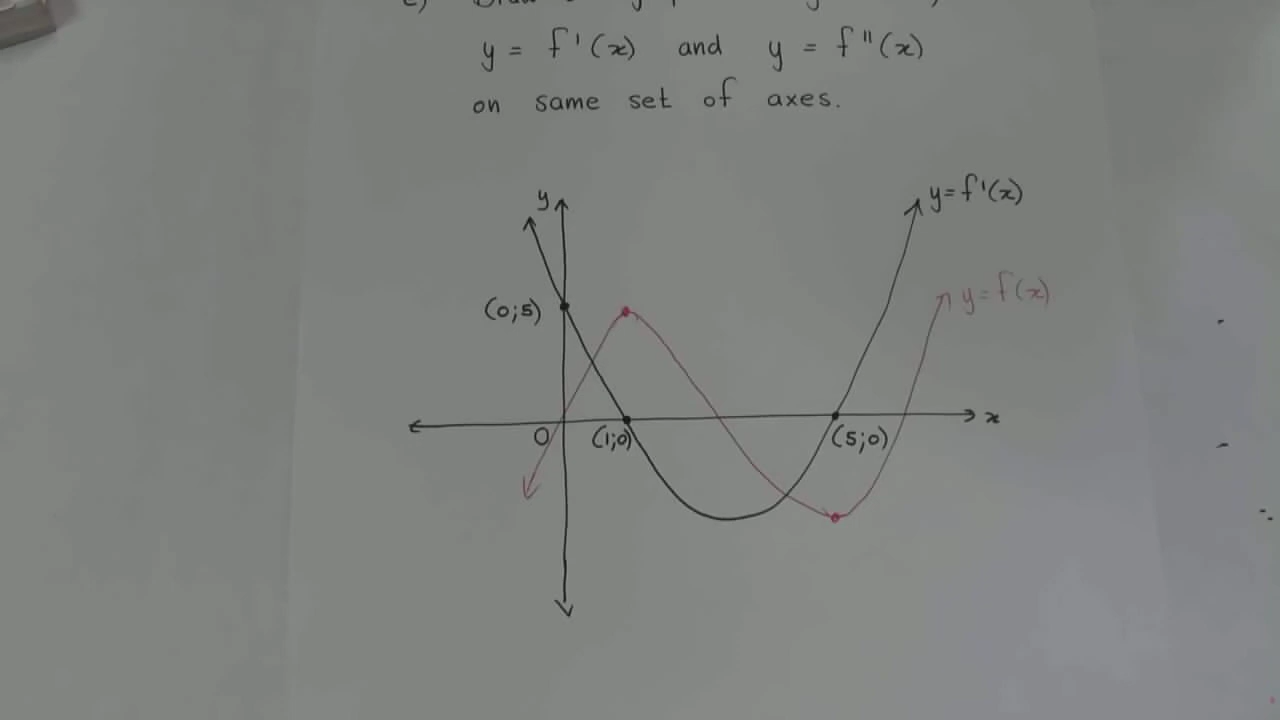 y = f'(x) and y = f"(x)
on same set of axes.
y
y=f'(x)
y=f(x)
(0;5)
x
0
(1;0)
(5;0)